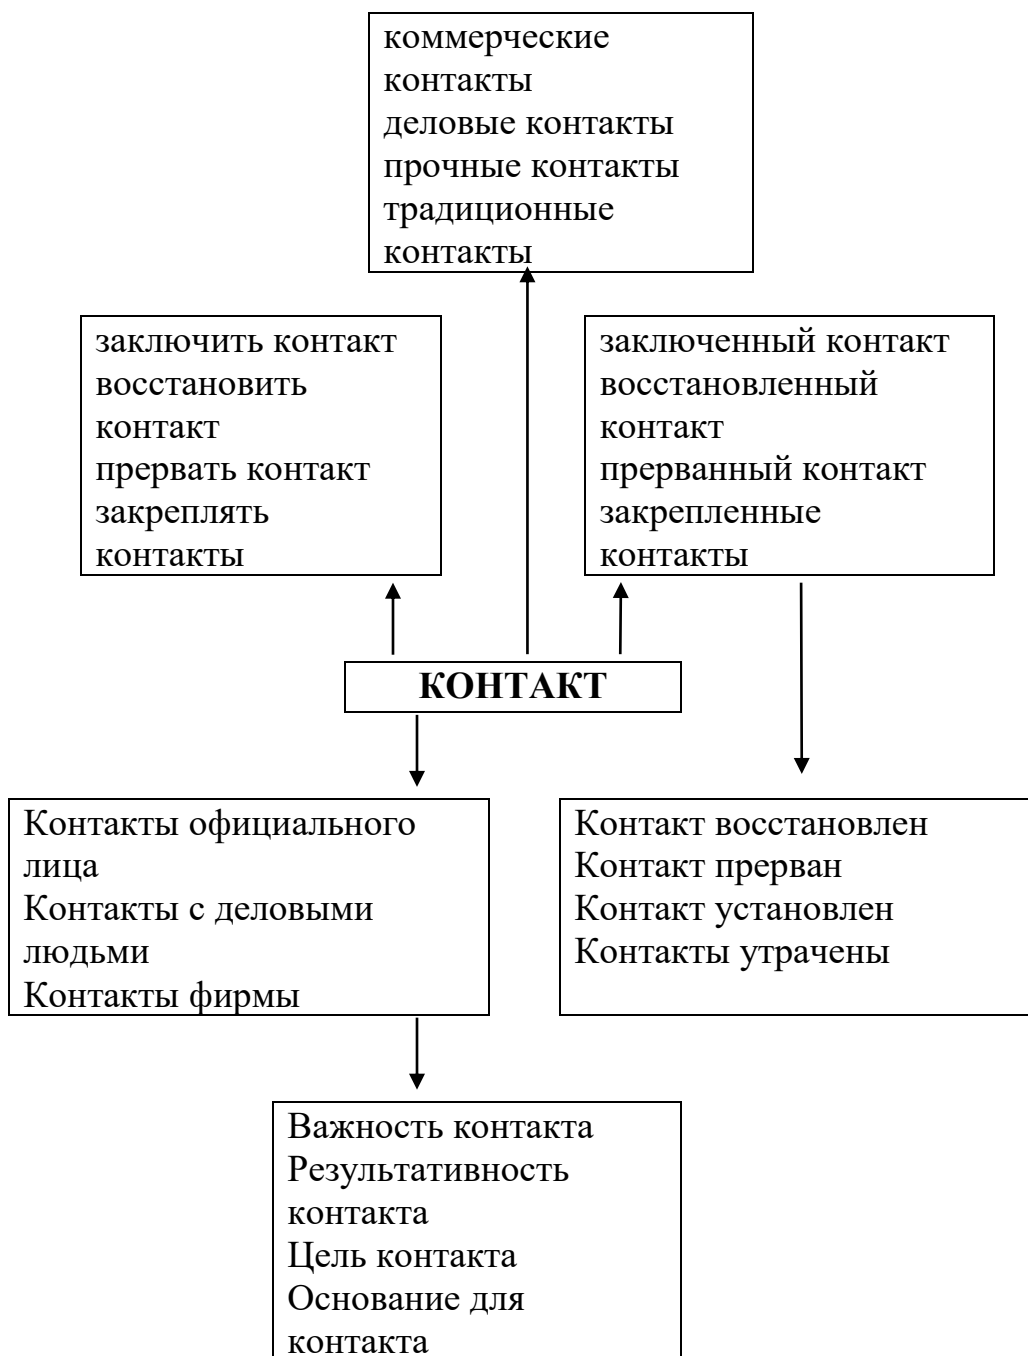 коммерческие
контакты
деловые контакты
прочные контакты
традиционные
контакты
заключить контакт
восстановить
контакт
прервать контакт
закреплять
контакты
заключенный контакт
восстановленный
контакт
прерванный контакт
закрепленные
контакты
КОНТАКТ
Контакты официального
лица
Контакты с деловыми
людьми
Контакты фирмы
Контакт восстановлен
Контакт прерван
Контакт установлен
Контакты утрачены
Важность контакта
Результативность
контакта
Цель контакта
Основание для
контакта